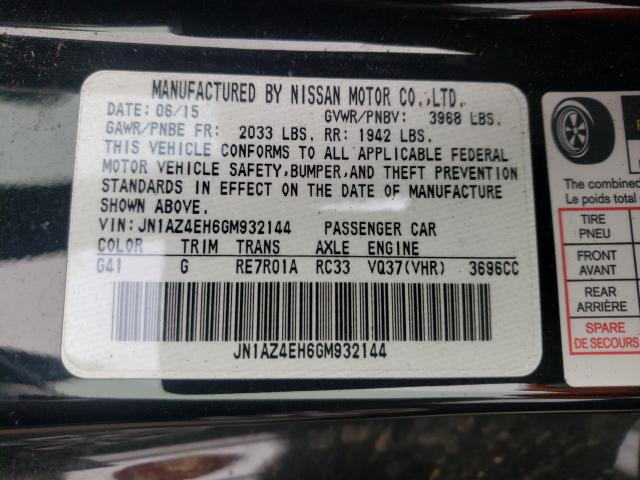 MANUFACTURED BY NISSAN MOTOR CO.,LTD.
DATE: 06/15 GVWR/PNBV: 3968 LBS.
GAWR/PNBE FR: 2033 LBS. RR: 1942 LBS.
THIS VEHICLE CONFORMS TO ALL APPLICABLE FEDERAL
MOTOR VEHICLE SAFETY,BUMPER,AND THEFT PREVENTION
STANDARDS IN EFFECT ON THE DATE OF MANUFACTURE
SHOWN ABOVE.
VIN: JN1AZ4EH6GM932144 PASSENGER CAR
COLOR TRIM TRANS AXLE ENGINE
G41 G RE7R01A RC33 VQ37(VHR) 3696CC
JN1AZ4EH6GM932144
The combined
Le poids total
TIRE
PNEU
FRONT
AVANT
REAR
ARRIÈRE
SPARE
DE SECOURS